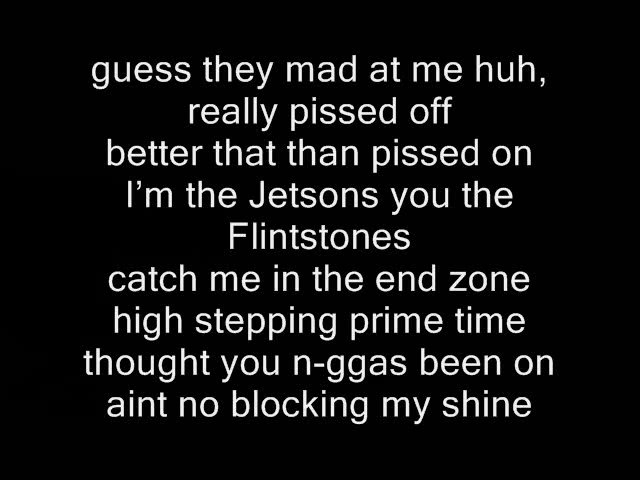 guess they mad at me huh,
really pissed off
better that than pissed on
I’m the Jetsons you the
Flintstones
catch me in the end zone
high stepping prime time
thought you n-ggas been on
aint no blocking my shine